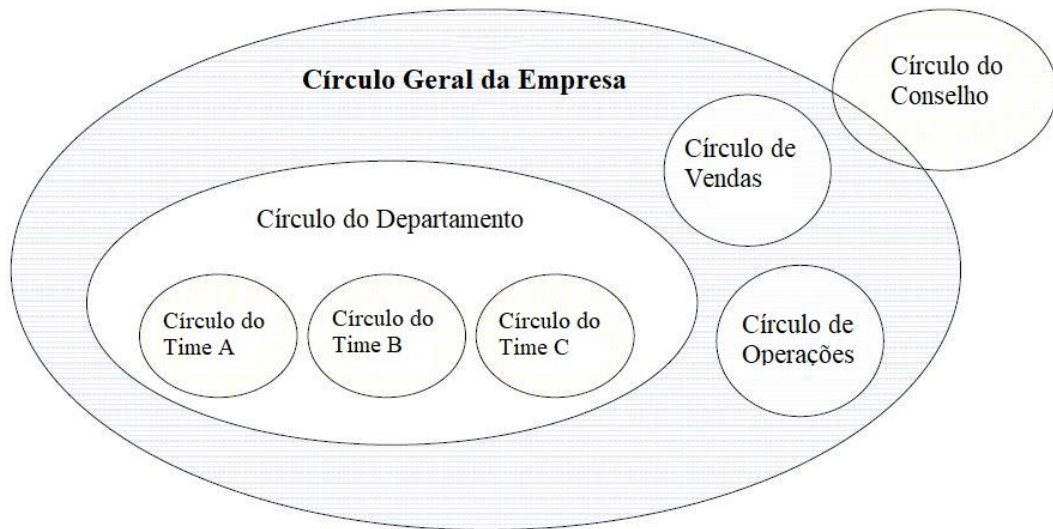 Círculo Geral da Empresa
Círculo do
Conselho
Círculo de
Vendas
Círculo do Departamento
Círculo do
Time A
Círculo do
Time B
Círculo do
Time C
Círculo de
Operações